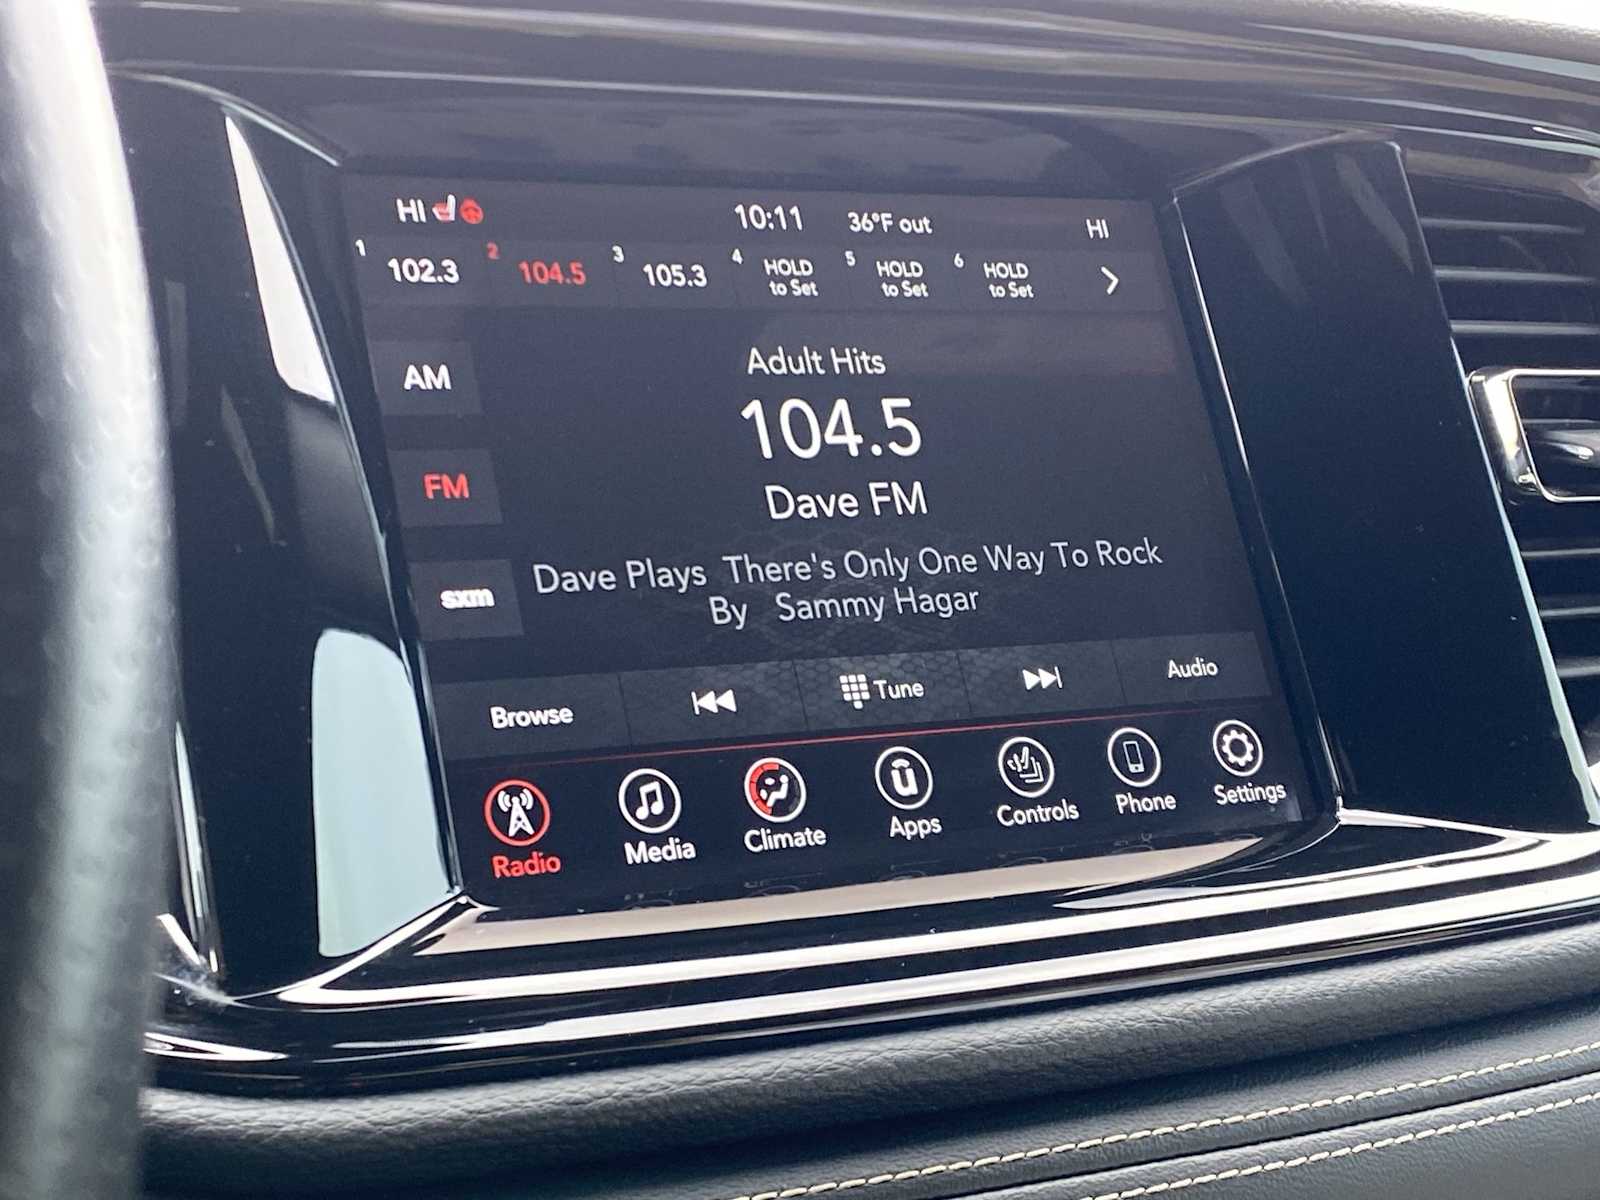 HI 10:11 36°F out HI
1 102.3 2 104.5 3 105.3 4 HOLD to Set 5 HOLD to Set 6 HOLD to Set
Adult Hits
AM
104.5
FM
Dave FM
Dave Plays There's Only One Way To Rock
sxm
By Sammy Hagar
Browse Tune Audio
Radio Media Climate Apps Controls Phone Settings